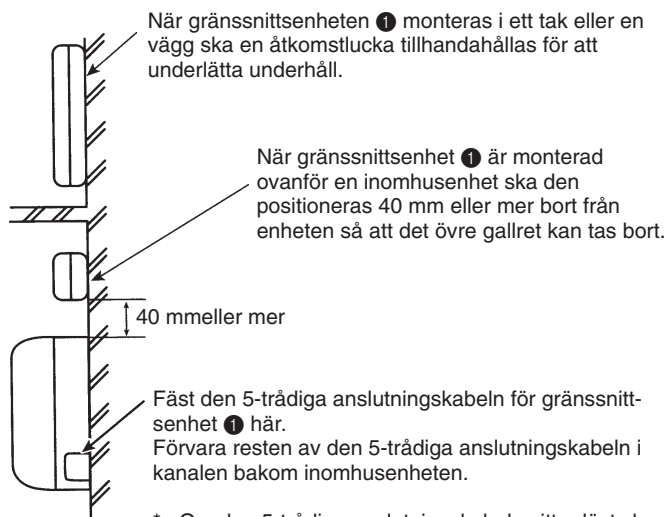 När gränssnittsenheten ❶ monteras i ett tak eller en
vägg ska en åtkomstlucka tillhandahållas för att
underlätta underhåll.
När gränssnittsenhet ❶ är monterad
ovanför en inomhusenhet ska den
positioneras 40 mm eller mer bort från
enheten så att det övre gallret kan tas bort.
40 mmeller mer
Fäst den 5-trådiga anslutningskabeln för gränssnitt-
senhet ❶ här.
Förvara resten av den 5-trådiga anslutningskabeln i
kanalen bakom inomhusenheten.